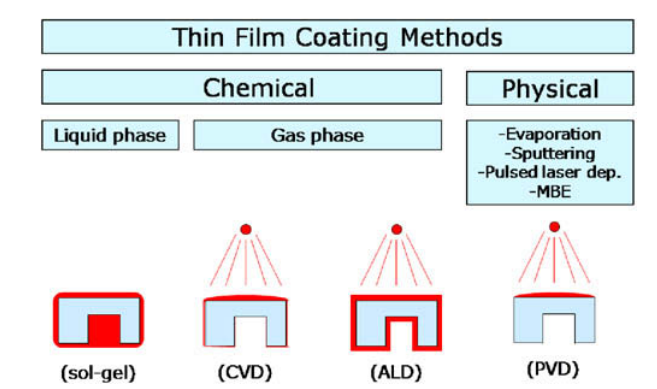 Thin Film Coating Methods
Chemical
Physical
Liquid phase
Gas phase
-Evaporation
-Sputtering
-Pulsed laser dep.
-MBE
(sol-gel)
(CVD)
(ALD)
(PVD)